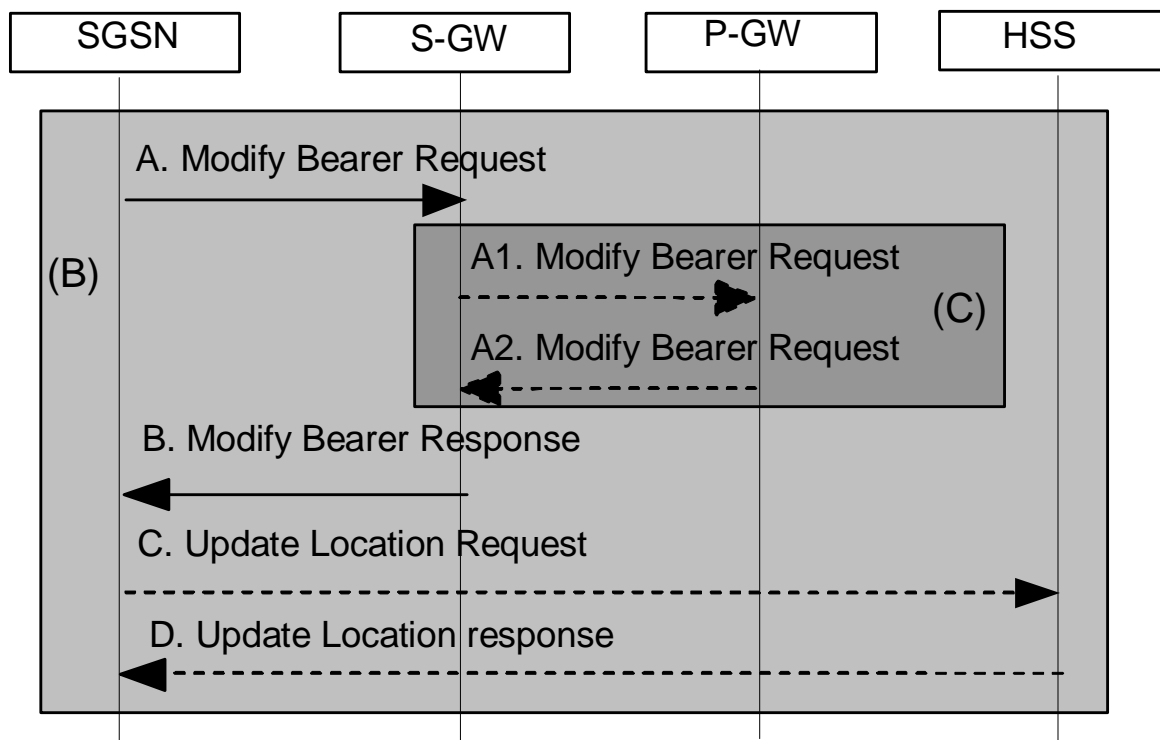 SGSN
S-GW
P-GW
HSS
A. Modify Bearer Request
A1. Modify Bearer Request
(B)
(C)
A2. Modify Bearer Request
B. Modify Bearer Response
C. Update Location Request
D. Update Location response